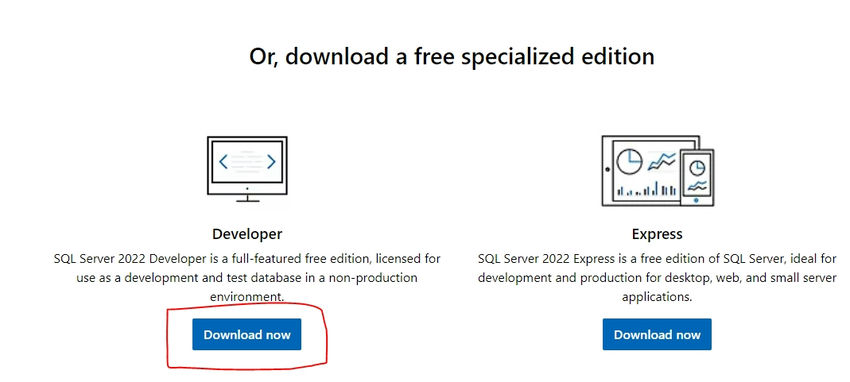 Or, download a free specialized edition
Developer
SQL Server 2022 Developer is a full-featured free edition, licensed for
use as a development and test database in a non-production
environment.
Download now
Express
SQL Server 2022 Express is a free edition of SQL Server, ideal for
development and production for desktop, web, and small server
applications.
Download now